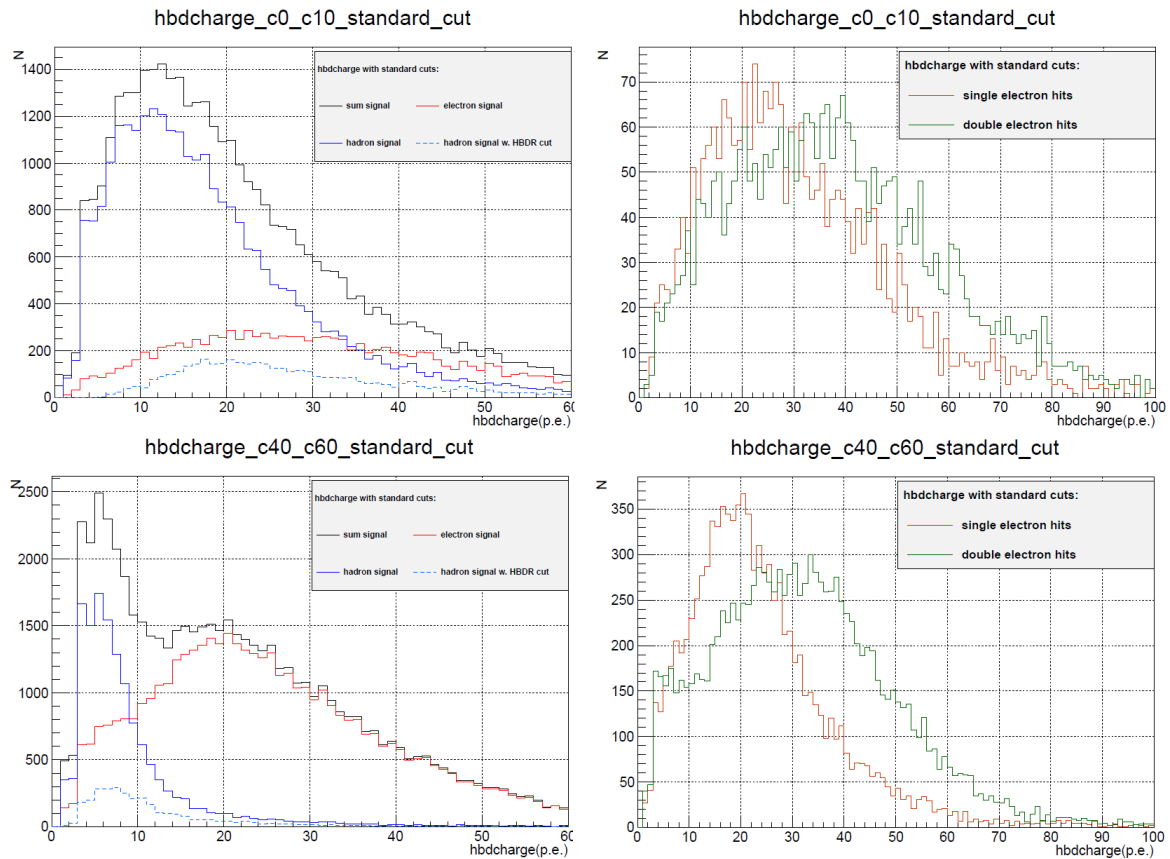 hbdcharge_c0_c10_standard_cut
N
1400
1200
1000
800
600
400
200
0
hbdcharge with standard cuts:
sum signal electron signal
hadron signal hadron signal w. HBDR cut
0 10 20 30 40 50 60
hbdcharge(p.e.)
hbdcharge_c0_c10_standard_cut
N
70
60
50
40
30
20
10
0
hbdcharge with standard cuts:
single electron hits
double electron hits
0 10 20 30 40 50 60 70 80 90 100
hbdcharge(p.e.)
hbdcharge_c40_c60_standard_cut
N
2500
2000
1500
1000
500
0
hbdcharge with standard cuts:
sum signal electron signal
hadron signal hadron signal w. HBDR cut
0 10 20 30 40 50 60
hbdcharge(p.e.)
hbdcharge_c40_c60_standard_cut
N
350
300
250
200
150
100
50
0
hbdcharge with standard cuts:
single electron hits
double electron hits
0 10 20 30 40 50 60 70 80 90 100
hbdcharge(p.e.)